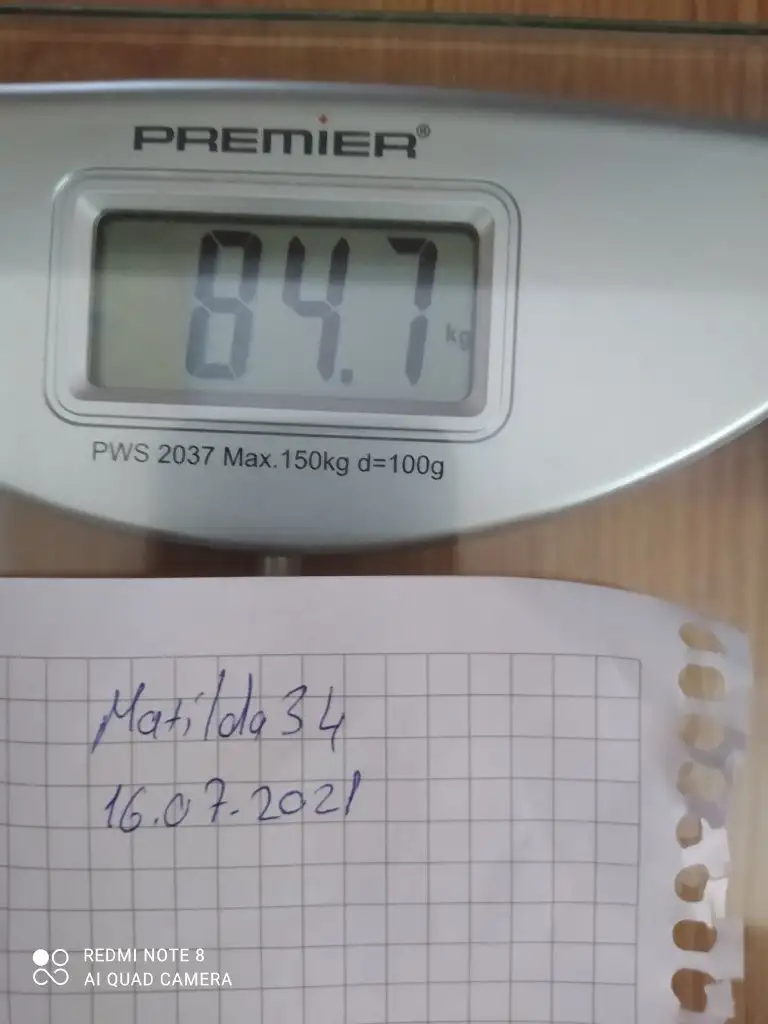 PREMIER®
84.7 kg
PWS 2037 Max.150kg d=100g
Matilda34
16.07.2021
REDMI NOTE 8
AI QUAD CAMERA